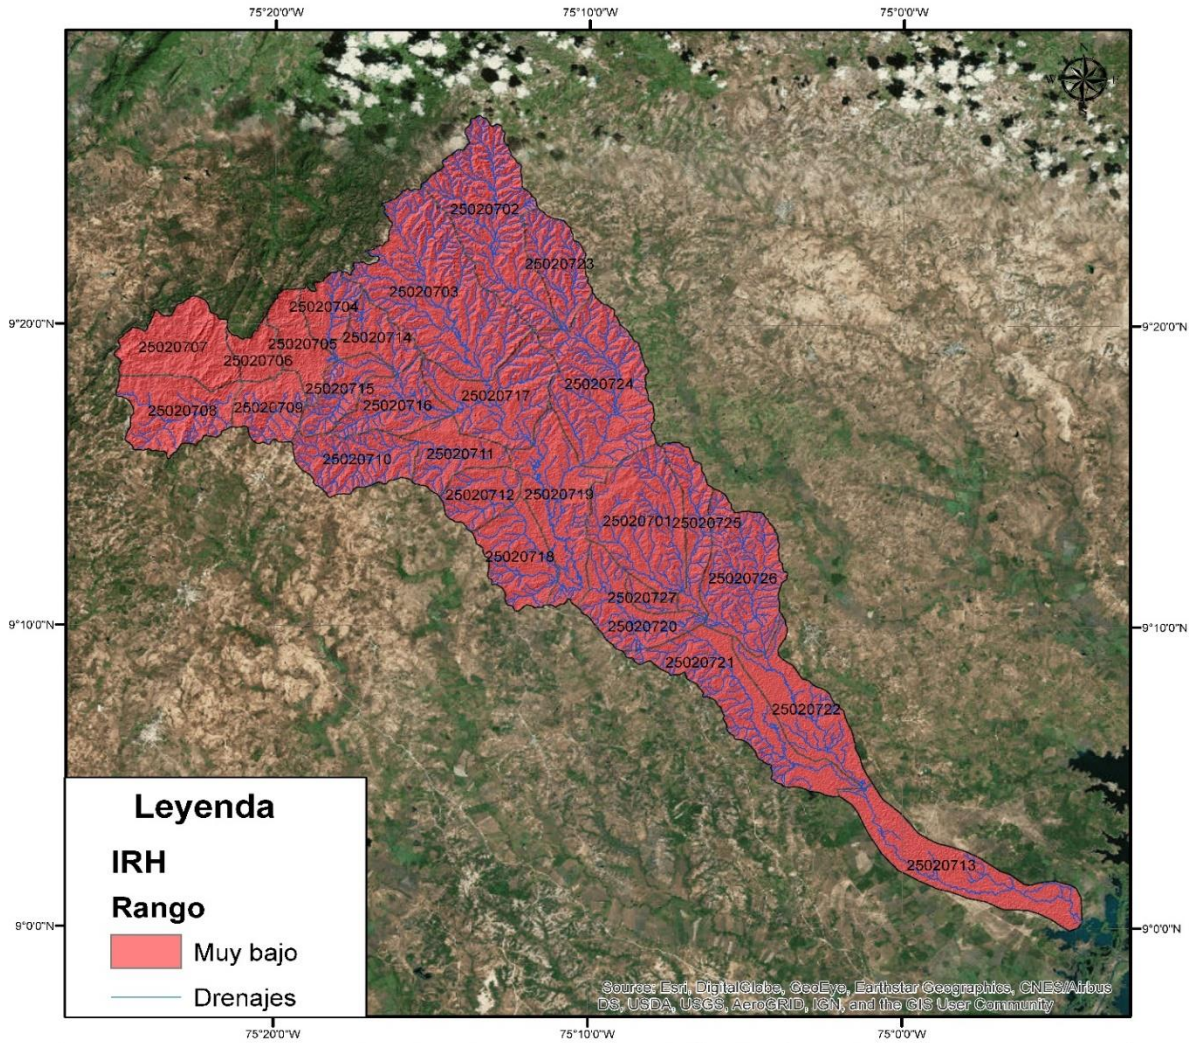 75°20'0"W
75°10'0"W
75°0'0"W
25020702
25020723
25020703
9°20'0"N
9°20'0"N
25020704
25020714
25020705
25020707
25020706
25020724
25020715
25020717
25020716
25020708
25020709
25020711
25020710
25020712
25020719
25020701
25020725
25020718
25020726
25020727
9°10'0"N
9°10'0"N
25020720
25020721
25020722
Leyenda
IRH
25020713
Rango
9°0'0"N
9°0'0"N
Muy bajo
Drenajes
Source: Esri, DigitalGlobe, GeoEye, Earthstar Geographics, CNES/Airbus
DS, USDA, USGS, AeroGRID, IGN, and the GIS User Community
75°20'0"W
75°10'0"W
75°0'0"W